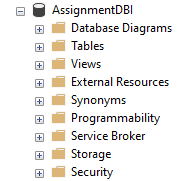 AssignmentDBI
Database Diagrams
Tables
Views
External Resources
Synonyms
Programmability
Service Broker
Storage
Security